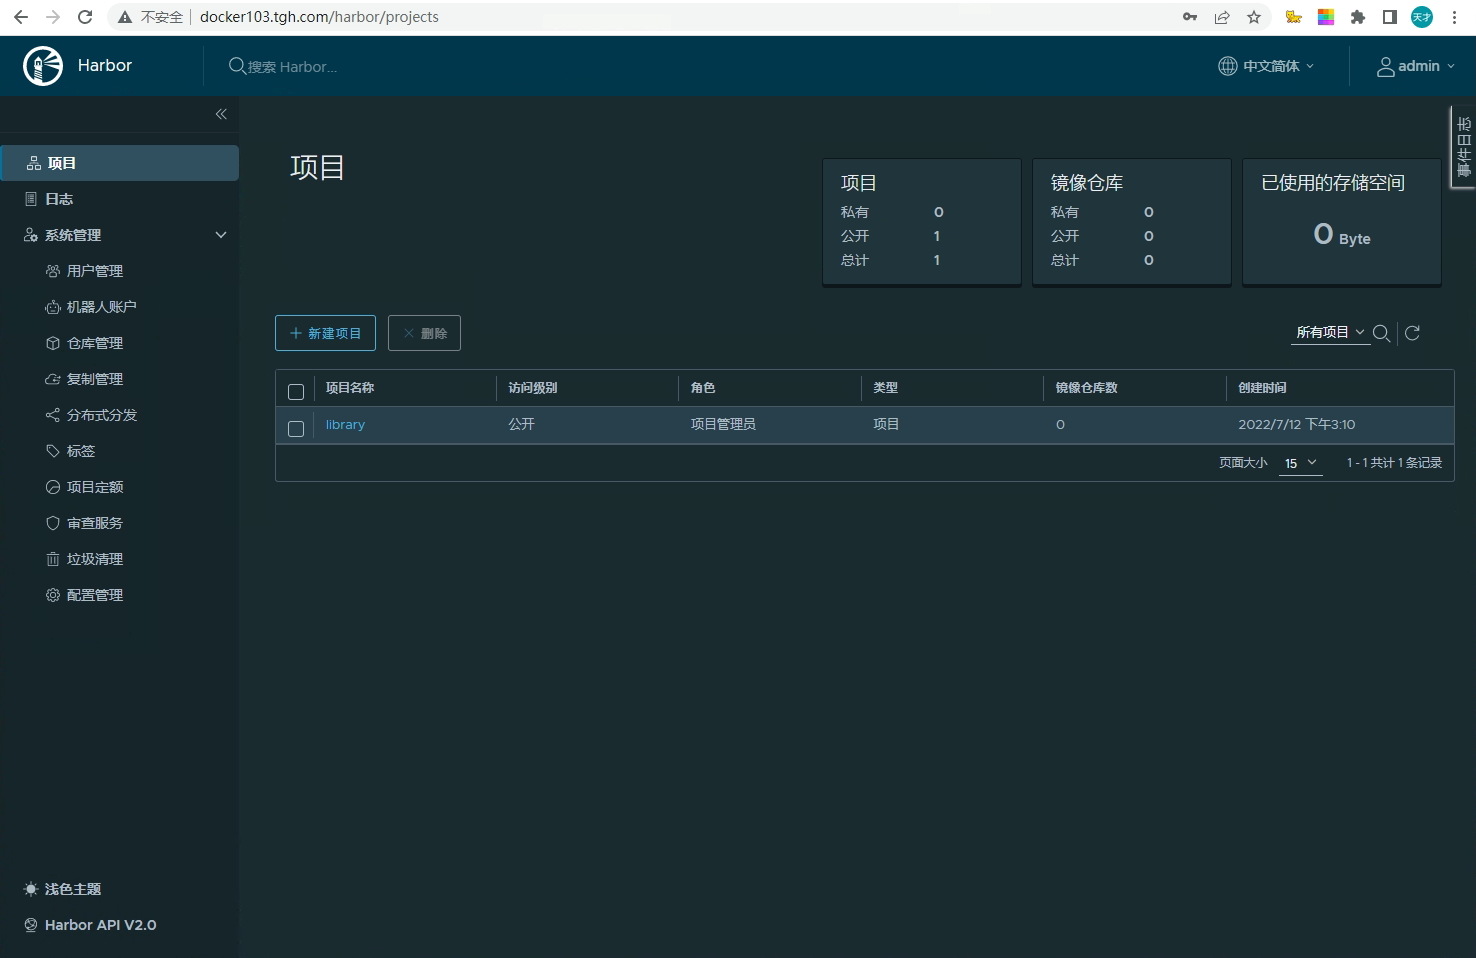 不安全 docker103.tgh.com/harbor/projects 天才
Harbor 搜索 Harbor... 中文简体 admin
事件日志
项目
日志
系统管理
用户管理
机器人账户
仓库管理
复制管理
分布式分发
标签
项目定额
审查服务
垃圾清理
配置管理
浅色主题
Harbor API V2.0
项目
项目
私有 0
公开 1
总计 1
镜像仓库
私有 0
公开 0
总计 0
已使用的存储空间
0 Byte
新建项目 删除 所有项目
项目名称 访问级别 角色 类型 镜像仓库数 创建时间
library 公开 项目管理员 项目 0 2022/7/12 下午3:10
页面大小 15 1 - 1 共计 1 条记录